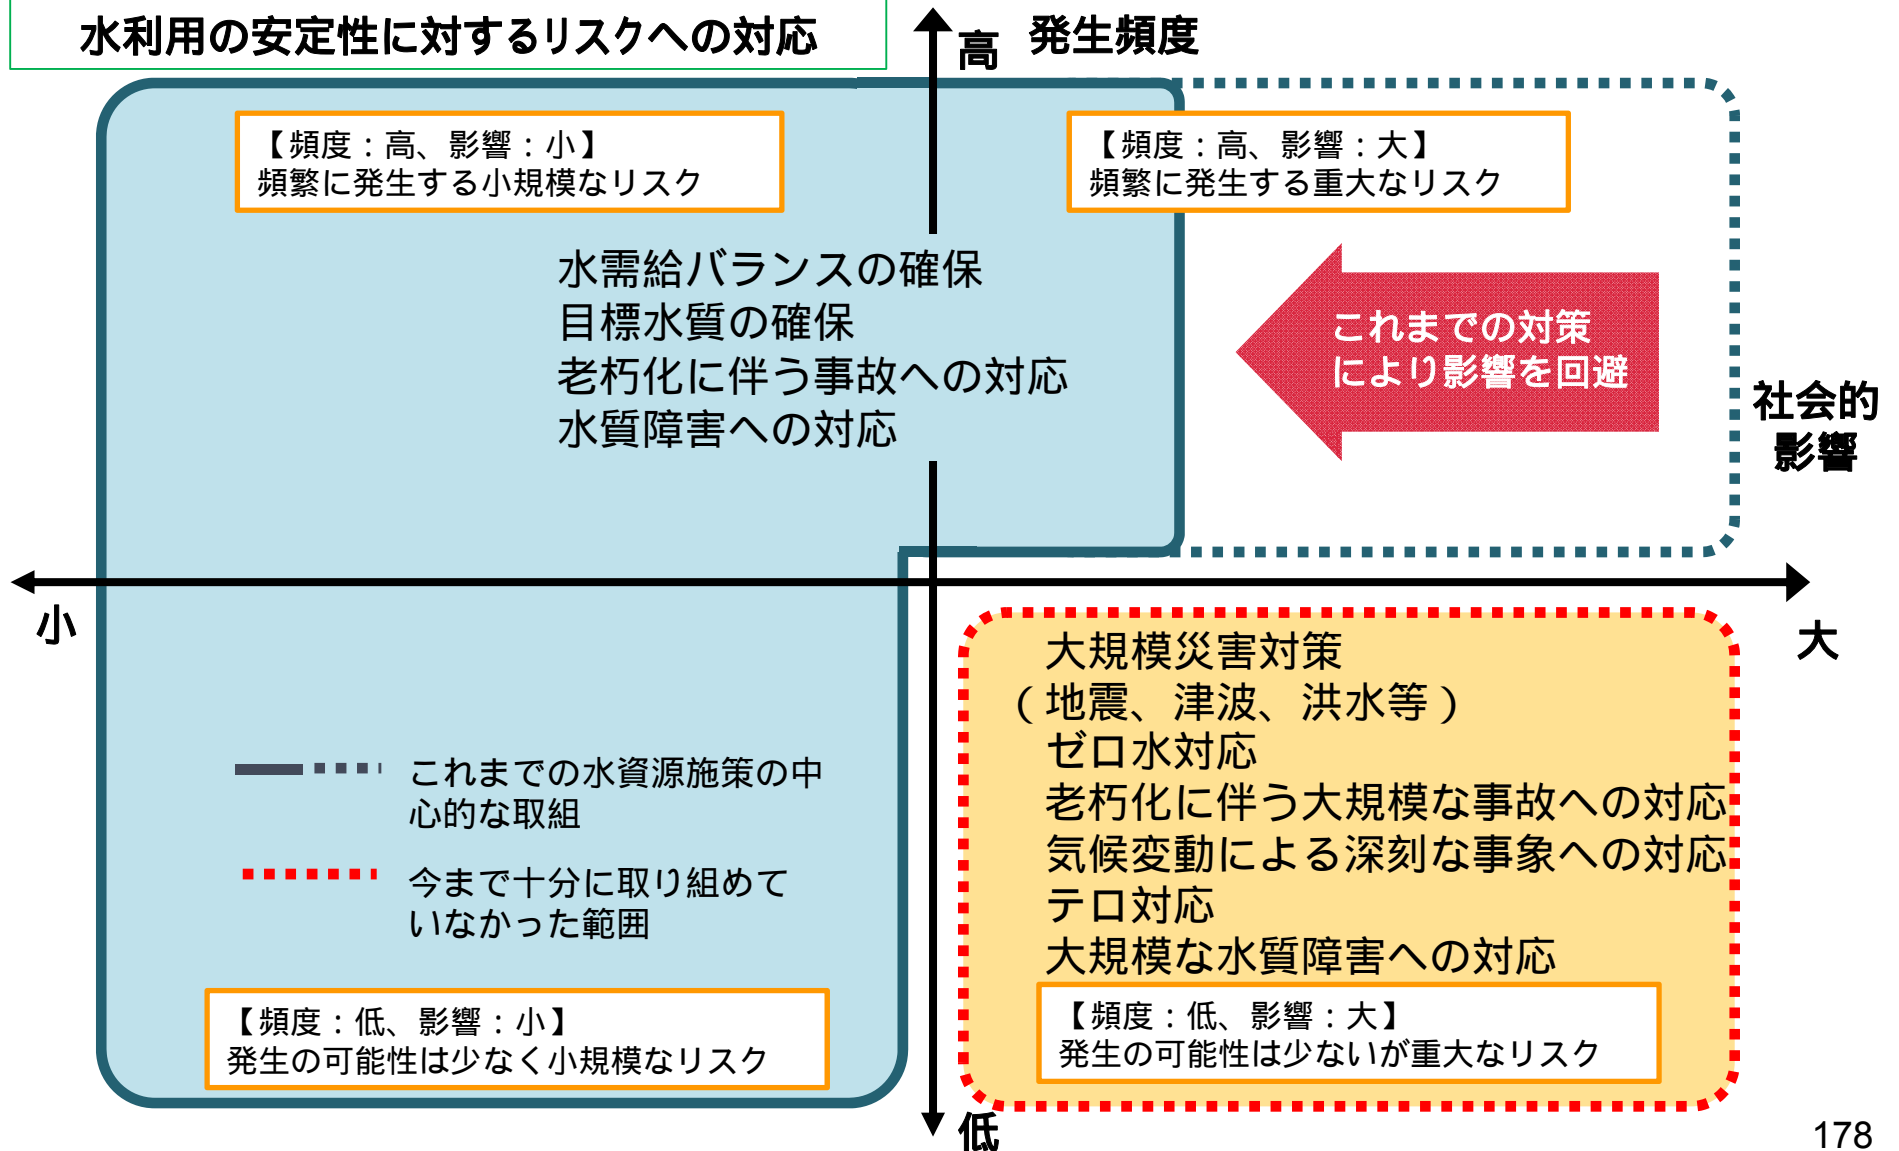 水利用の安定性に対するリスクへの対応
高
発生頻度
【頻度：高、影響：小】
頻繁に発生する小規模なリスク
【頻度：高、影響：大】
頻繁に発生する重大なリスク
水需給バランスの確保
目標水質の確保
老朽化に伴う事故への対応
水質障害への対応
これまでの対策
により影響を回避
社会的
影響
小
大
大規模災害対策
（地震、津波、洪水等）
ゼロ水対応
老朽化に伴う大規模な事故への対応
気候変動による深刻な事象への対応
テロ対応
大規模な水質障害への対応
これまでの水資源施策の中
心的な取組
今まで十分に取り組めて
いなかった範囲
【頻度：低、影響：小】
発生の可能性は少なく小規模なリスク
【頻度：低、影響：大】
発生の可能性は少ないが重大なリスク
低
178